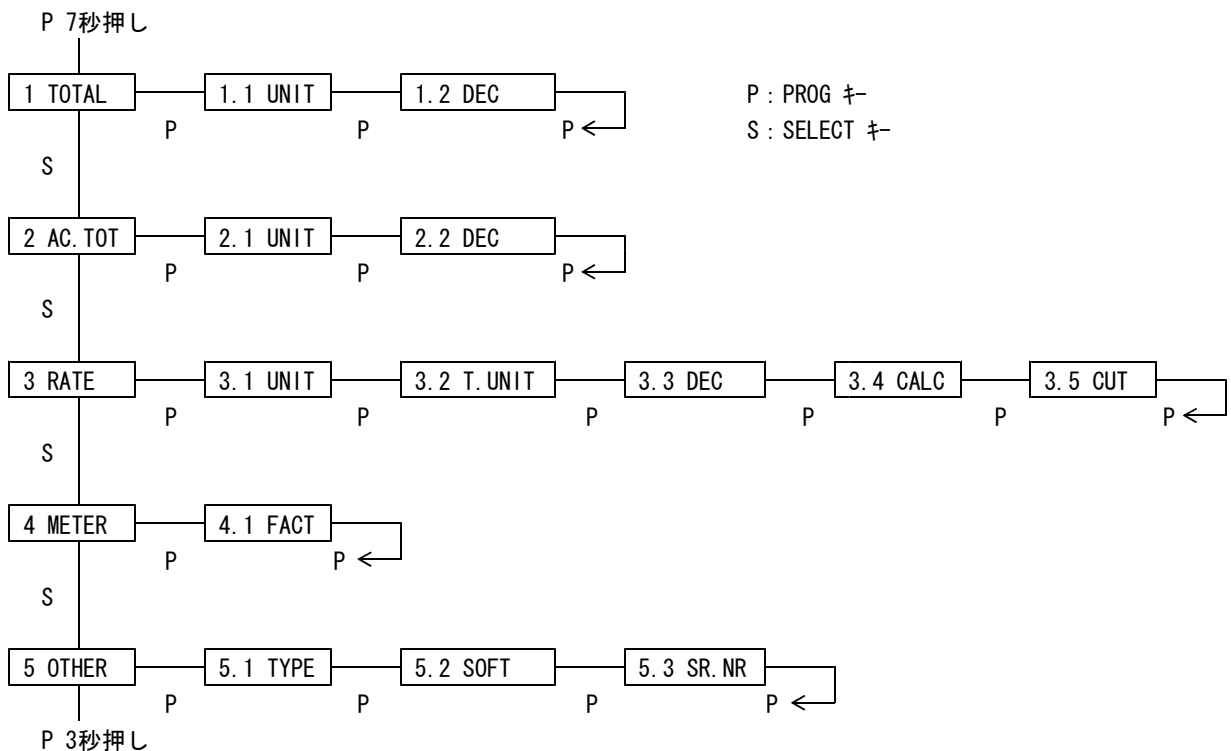 P 7秒押し
1 TOTAL 1.1 UNIT 1.2 DEC P：PROG ｷｰ
P P P S：SELECT ｷｰ
S
2 AC.TOT 2.1 UNIT 2.2 DEC
P P P
S
3 RATE 3.1 UNIT 3.2 T.UNIT 3.3 DEC 3.4 CALC 3.5 CUT
P P P P P P
S
4 METER 4.1 FACT
P P
S
5 OTHER 5.1 TYPE 5.2 SOFT 5.3 SR.NR
P P P P
P 3秒押し